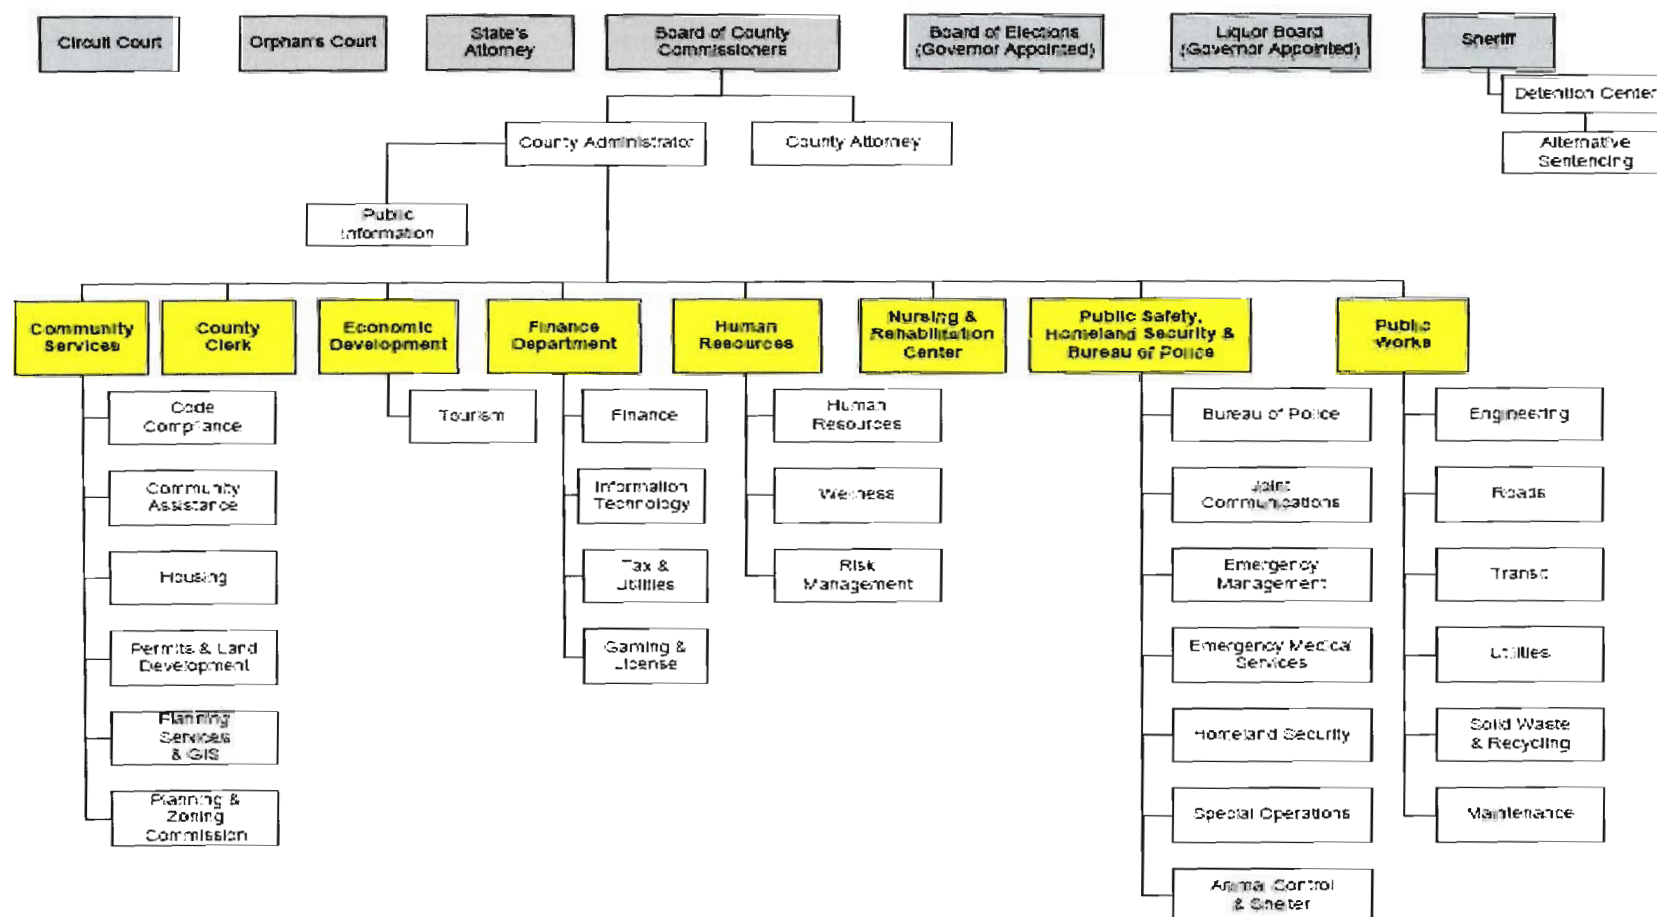 Circuit Court
Orphan's Court
State's
Attorney
Board of County
Commissioners
Board of Elections
(Governor Appointed)
Liquor Board
(Governor Appointed)
Sheriff
Detention Center
Alternative
Sentencing
County Administrator
County Attorney
Public
Information
Community
Services
County
Clerk
Economic
Development
Finance
Department
Human
Resources
Nursing &
Rehabilitation
Center
Public Safety,
Homeland Security &
Bureau of Police
Public
Works
Code
Compliance
Community
Assistance
Housing
Permits & Land
Development
Planning
Services
& GIS
Planning &
Zoning
Commission
Tourism
Finance
Information
Technology
Tax &
Utilities
Gaming &
License
Human
Resources
Wellness
Risk
Management
Bureau of Police
Joint
Communications
Emergency
Management
Emergency Medical
Services
Homeland Security
Special Operations
Animal Control
& Shelter
Engineering
Roads
Transit
Utilities
Solid Waste
& Recycling
Maintenance